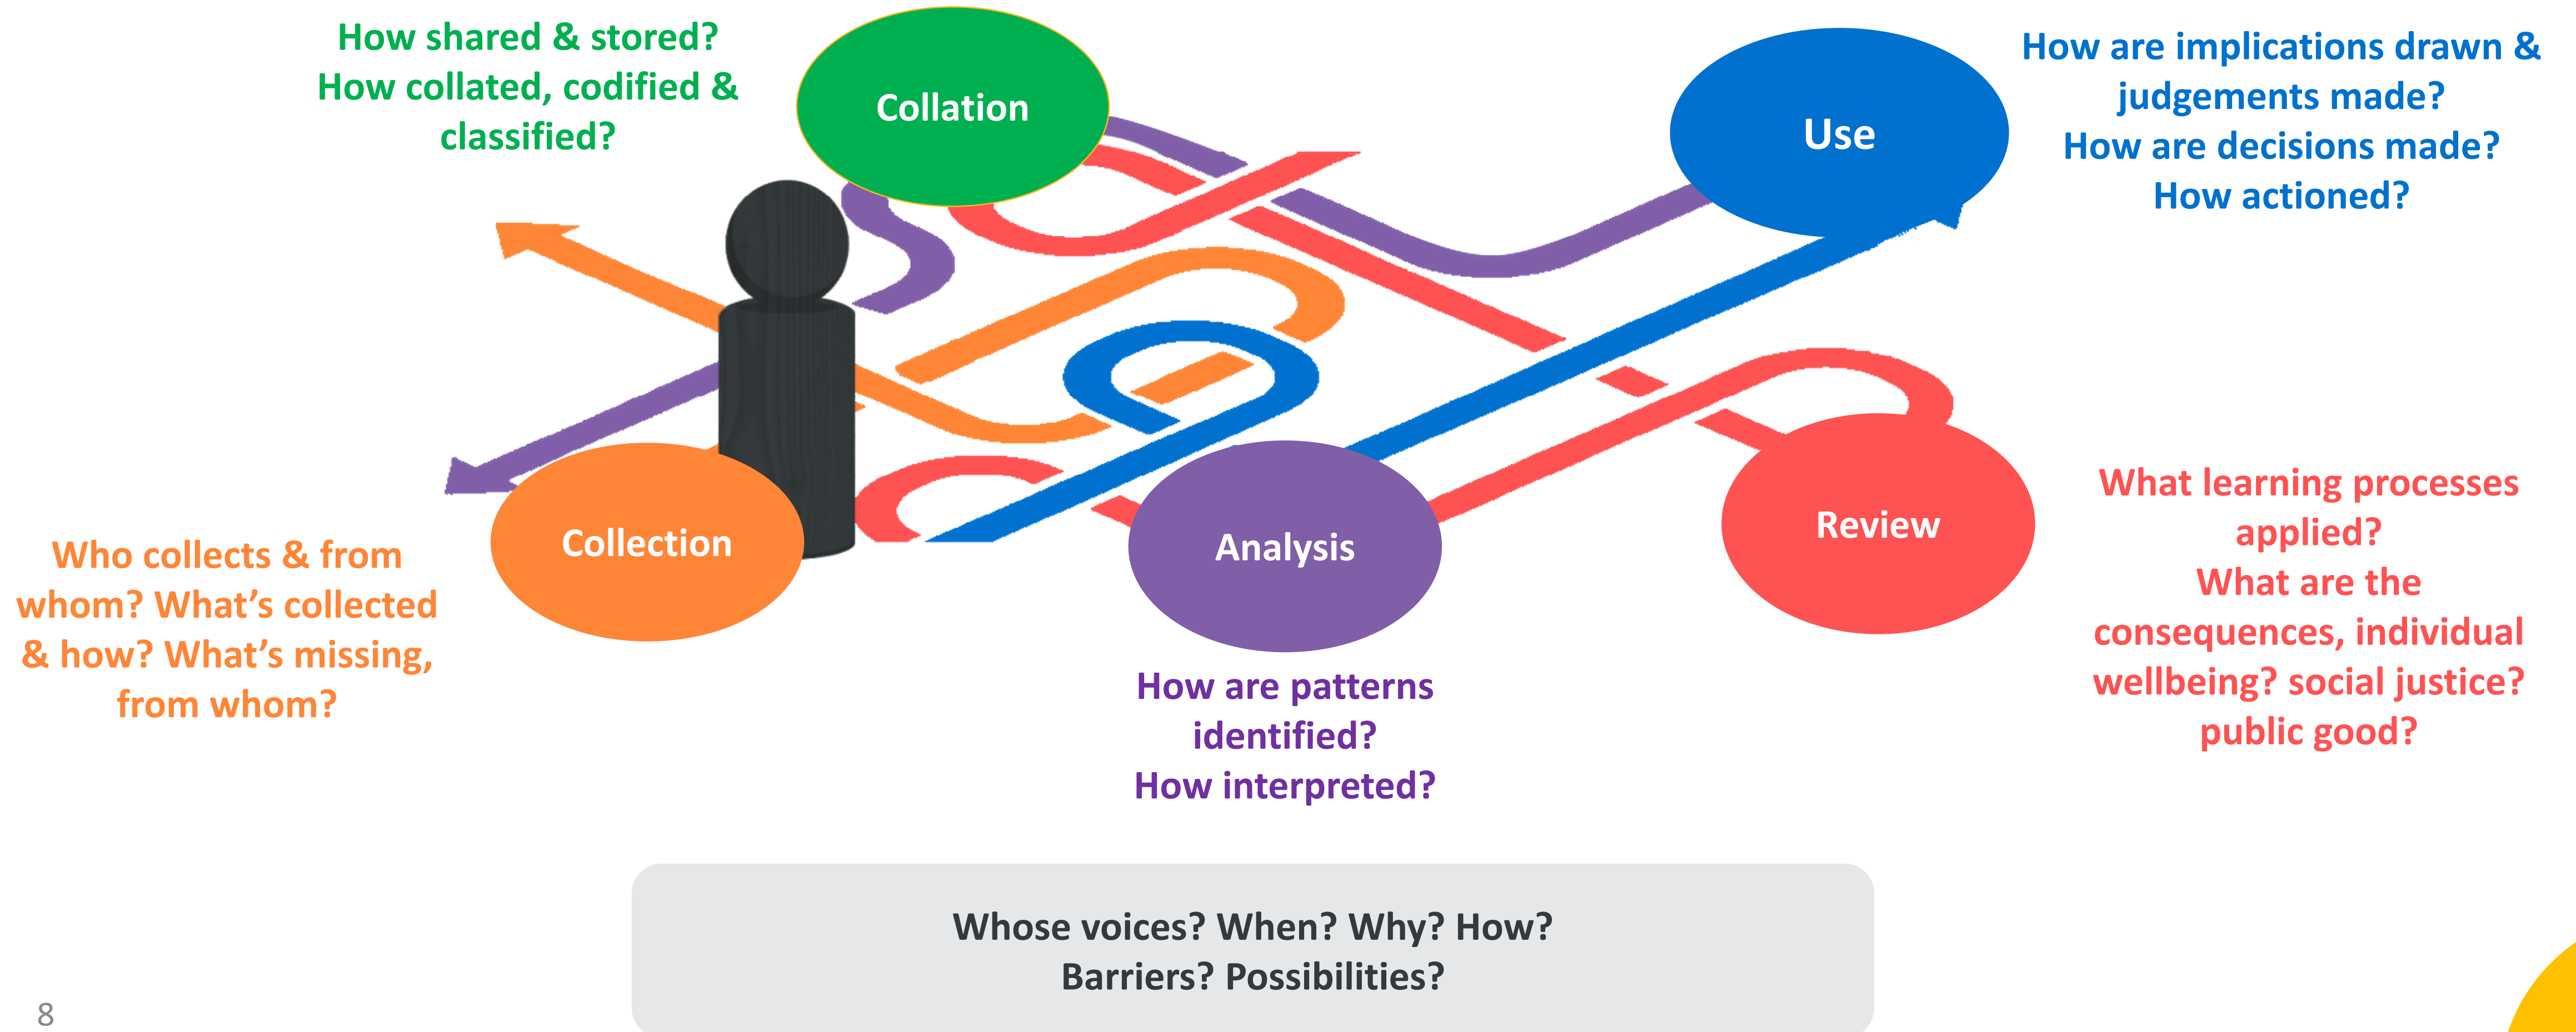 How shared & stored?
How collated, codified &
classified?
Collation
Use
How are implications drawn &
judgements made?
How are decisions made?
How actioned?
Collection
Who collects & from
whom? What’s collected
& how? What’s missing,
from whom?
Analysis
How are patterns
identified?
How interpreted?
Review
What learning processes
applied?
What are the
consequences, individual
wellbeing? social justice?
public good?
Whose voices? When? Why? How?
Barriers? Possibilities?
8